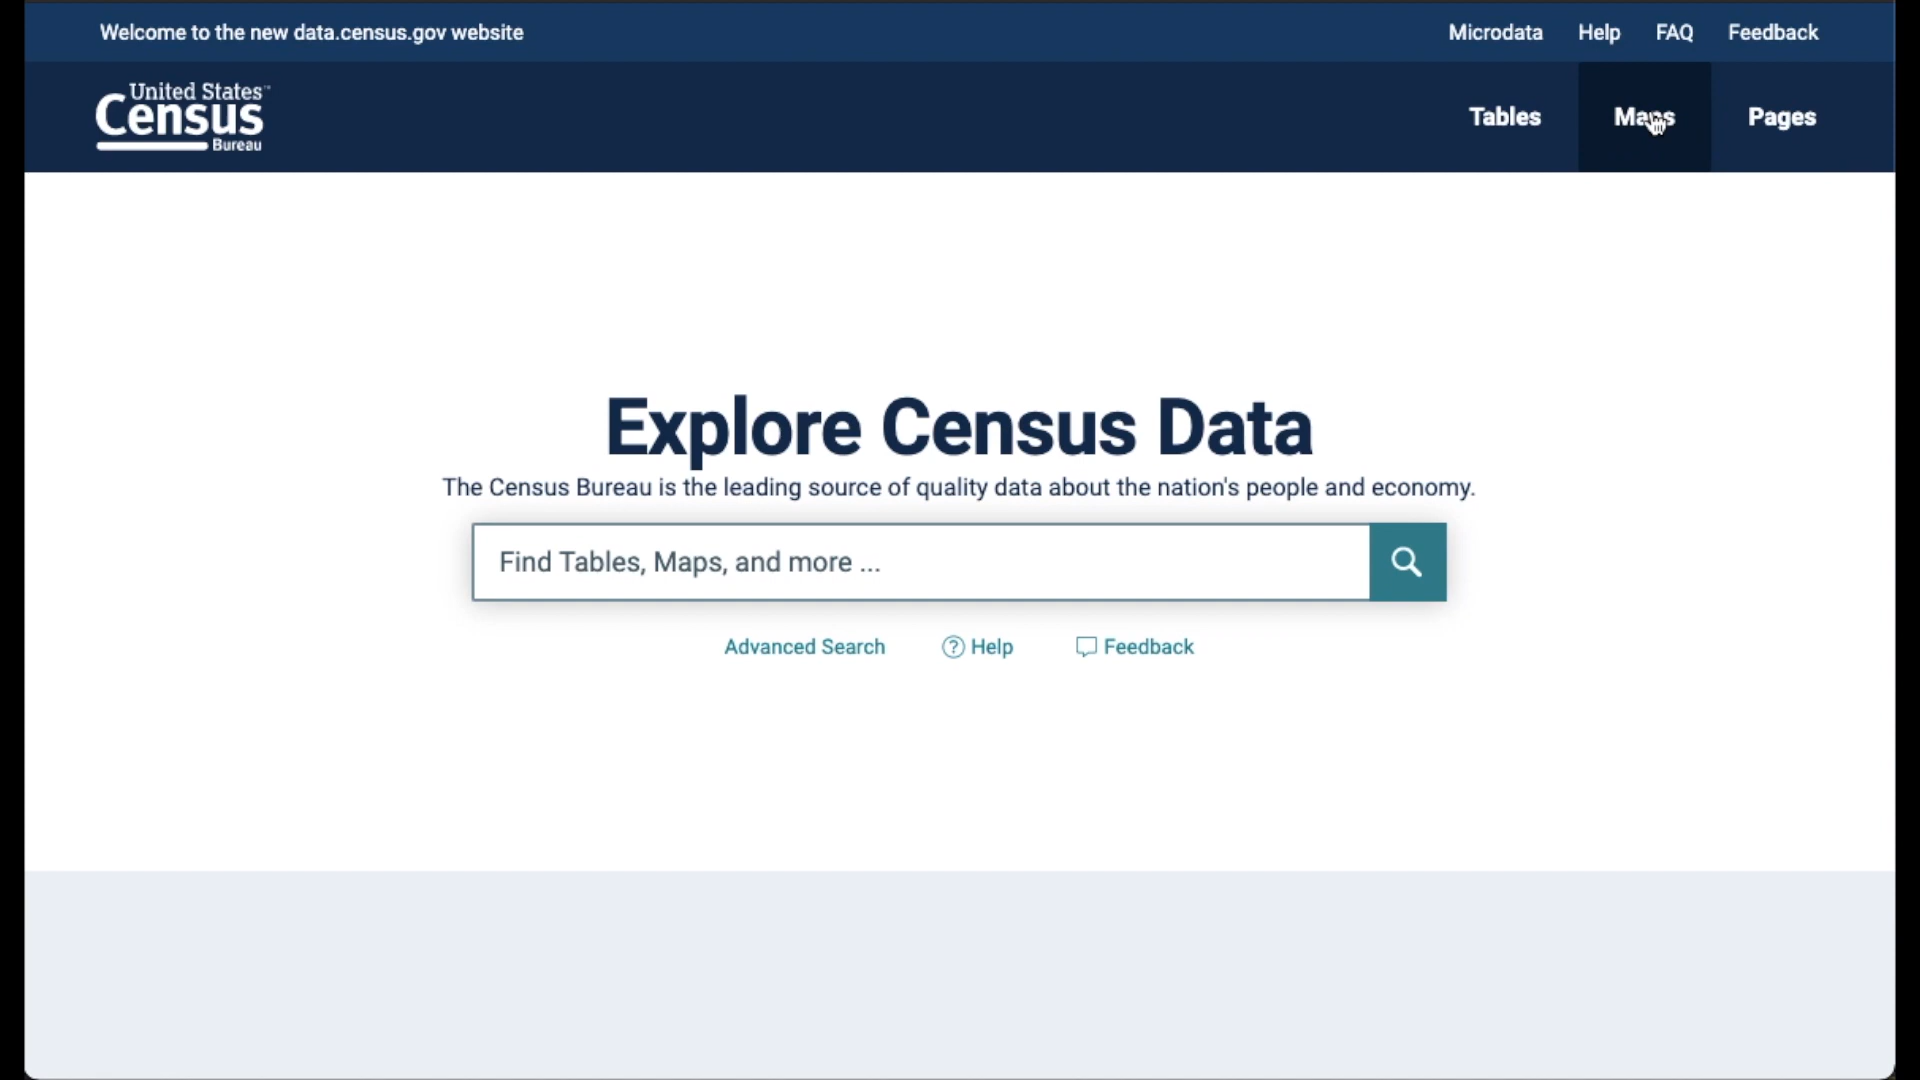 Welcome to the new data.census.gov website
Microdata Help FAQ Feedback
United States™
Census
Bureau
Tables Maps Pages
Explore Census Data
The Census Bureau is the leading source of quality data about the nation's people and economy.
Find Tables, Maps, and more ...
Advanced Search ? Help Feedback